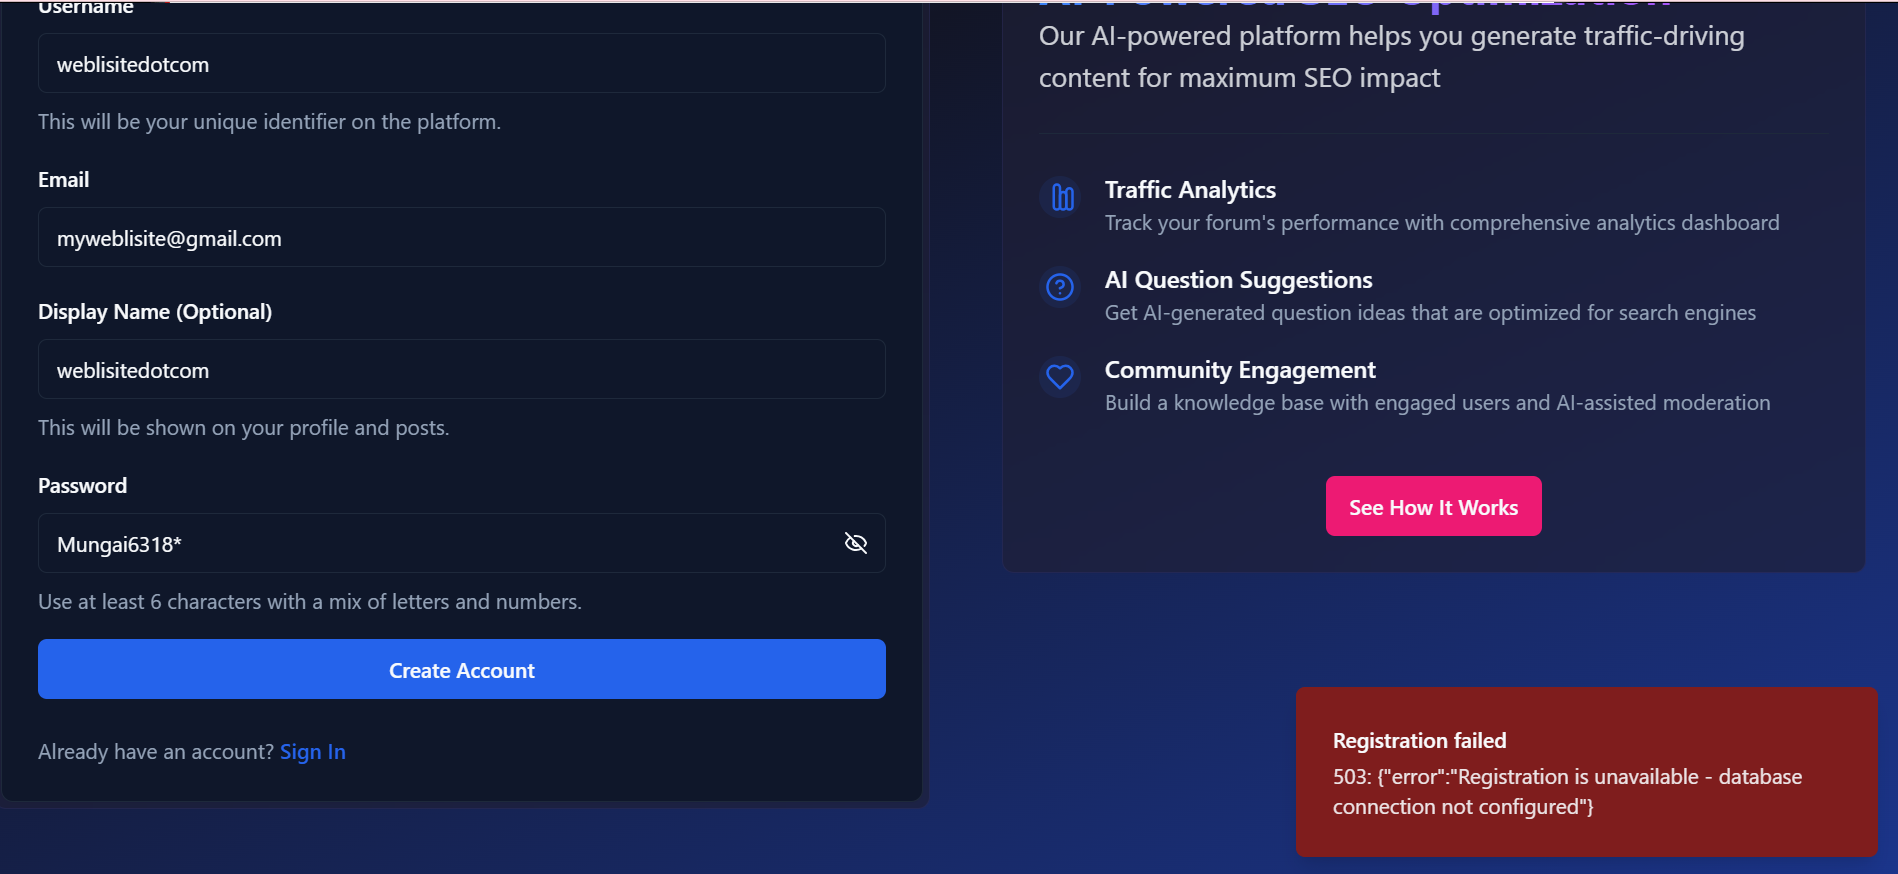 Username
weblisitedotcom
This will be your unique identifier on the platform.
Email
myweblisite@gmail.com
Display Name (Optional)
weblisitedotcom
This will be shown on your profile and posts.
Password
Mungai6318*
Use at least 6 characters with a mix of letters and numbers.
Create Account
Already have an account? Sign In
AI-Powered SEO Optimization
Our AI-powered platform helps you generate traffic-driving
content for maximum SEO impact
Traffic Analytics
Track your forum's performance with comprehensive analytics dashboard
AI Question Suggestions
Get AI-generated question ideas that are optimized for search engines
Community Engagement
Build a knowledge base with engaged users and AI-assisted moderation
See How It Works
Registration failed
503: {"error":"Registration is unavailable - database
connection not configured"}